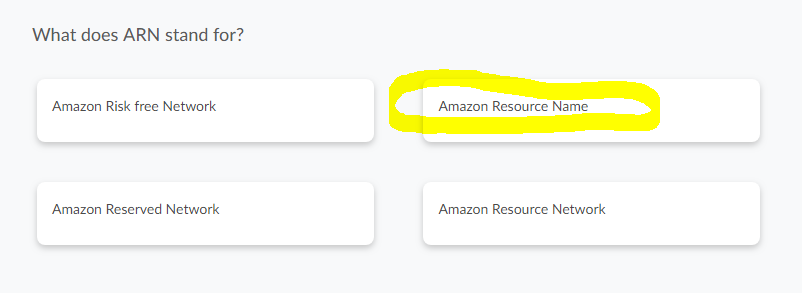 What does ARN stand for?
Amazon Risk free Network
Amazon Resource Name
Amazon Reserved Network
Amazon Resource Network